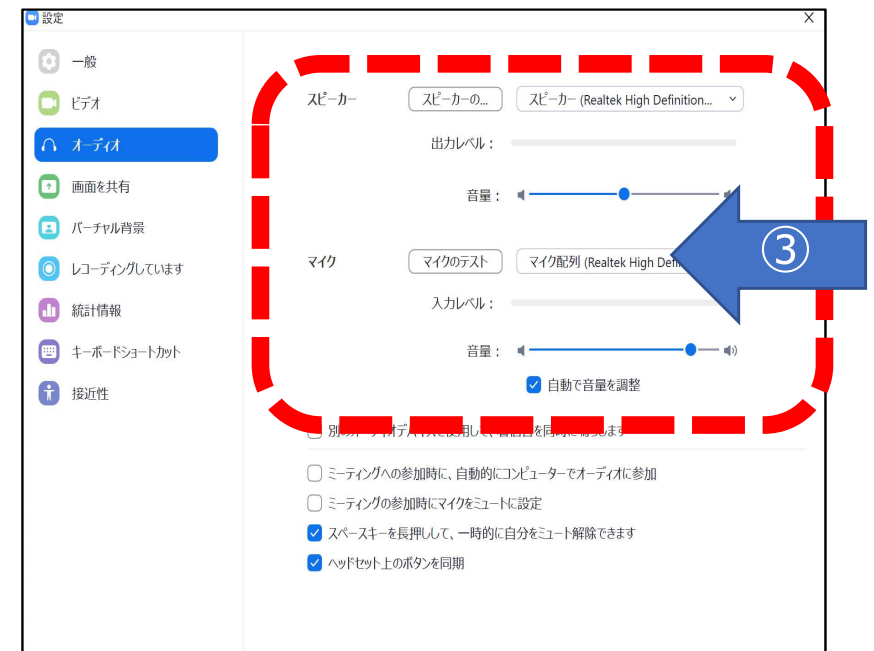 設定
X
一般
ビデオ
オーディオ
画面を共有
バーチャル背景
レコーディングしています
統計情報
キーボードショートカット
接近性
スピーカー スピーカーの... スピーカー (Realtek High Definition...
出力レベル：
音量：
マイク マイクのテスト マイク配列 (Realtek High
③
入力レベル：
音量：
自動で音量を調整
ミーティングへの参加時に、自動的にコンピューターでオーディオに参加
ミーティングの参加時にマイクをミュートに設定
スペースキーを長押しして、一時的に自分をミュート解除できます
ヘッドセット上のボタンを同期